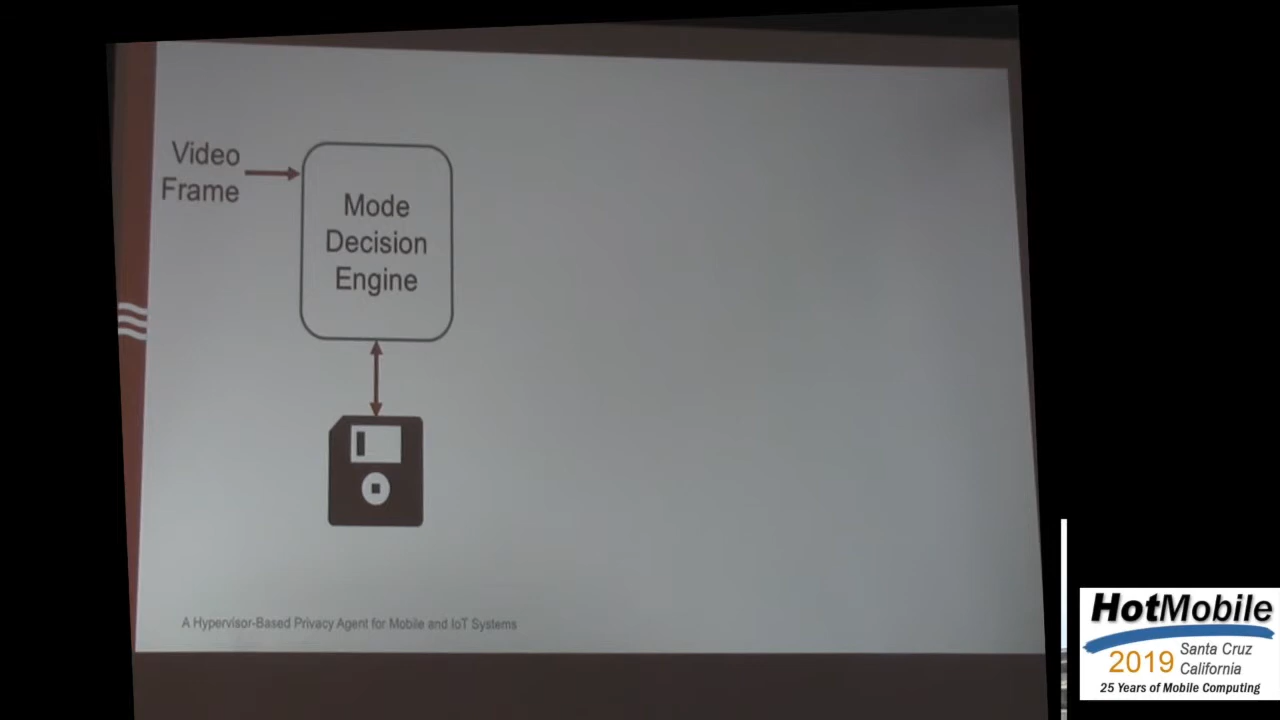 Video
Frame
Mode
Decision
Engine
A Hypervisor-Based Privacy Agent for Mobile and IoT Systems
HotMobile
2019 Santa Cruz
California
25 Years of Mobile Computing